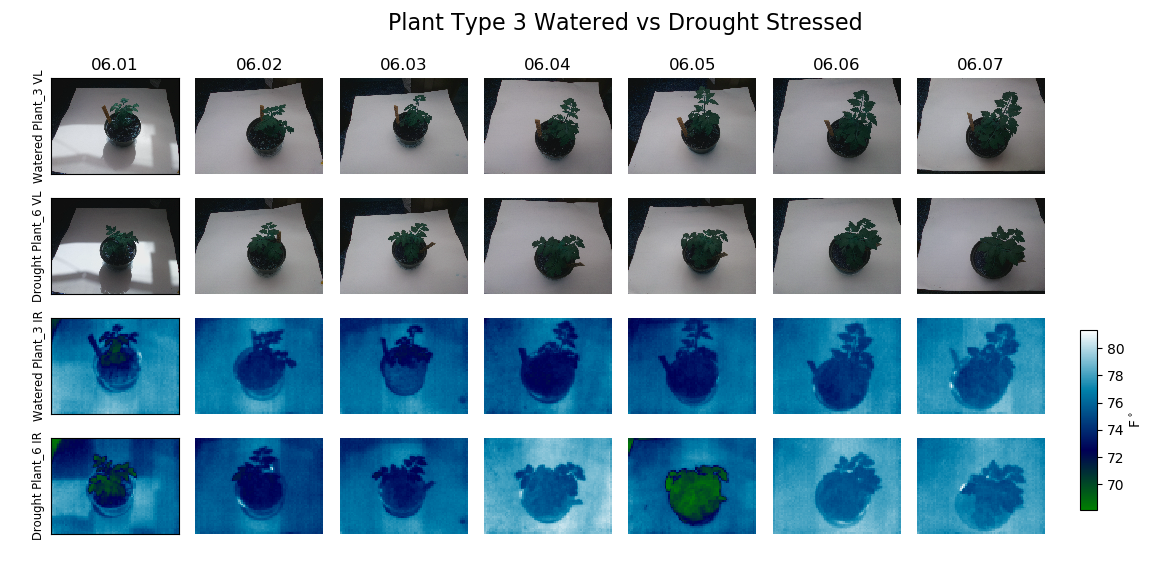 Plant Type 3 Watered vs Drought Stressed
06.01 06.02 06.03 06.04 06.05 06.06 06.07
Watered Plant_3 VL
Drought Plant_6 VL
Watered Plant_3 IR
Drought Plant_6 IR
80
78
76
74
72
70
F°